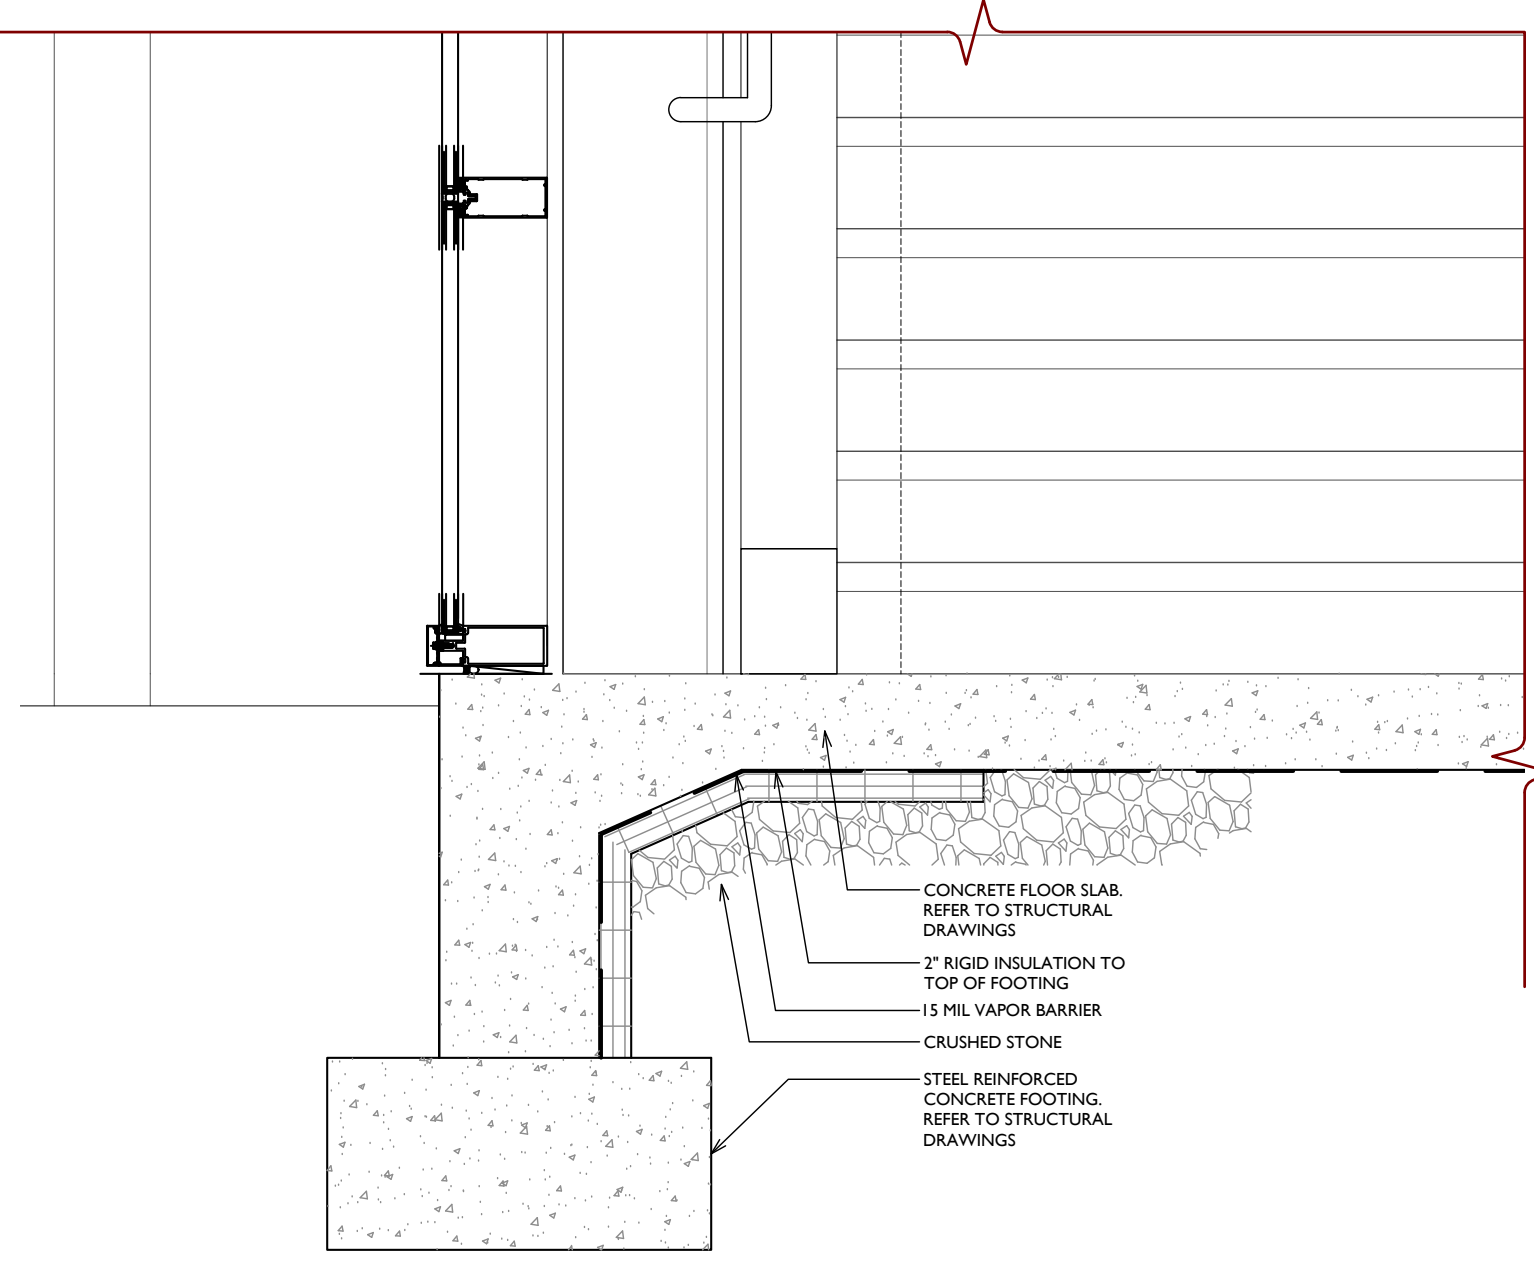 CONCRETE FLOOR SLAB.
REFER TO STRUCTURAL
DRAWINGS
2" RIGID INSULATION TO
TOP OF FOOTING
15 MIL VAPOR BARRIER
CRUSHED STONE
STEEL REINFORCED
CONCRETE FOOTING.
REFER TO STRUCTURAL
DRAWINGS